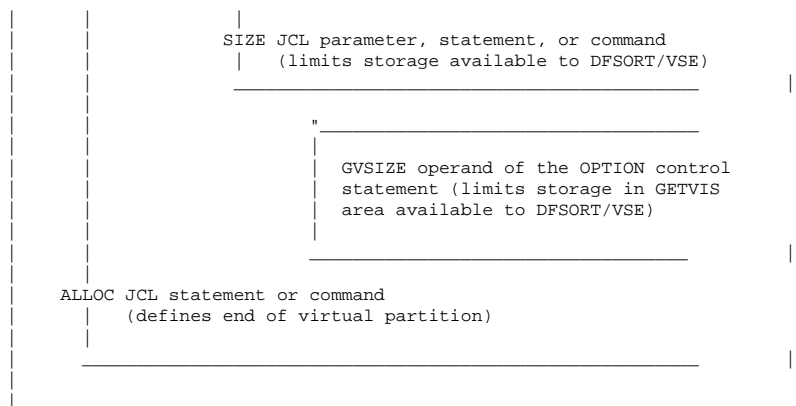 SIZE JCL parameter, statement, or command
(limits storage available to DFSORT/VSE)
"
GVSIZE operand of the OPTION control
statement (limits storage in GETVIS
area available to DFSORT/VSE)
ALLOC JCL statement or command
(defines end of virtual partition)